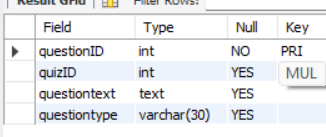 Result Grid Filter Rows:
Field Type Null Key
questionID int NO PRI
quizID int YES MUL
questiontext text YES
questiontype varchar(30) YES